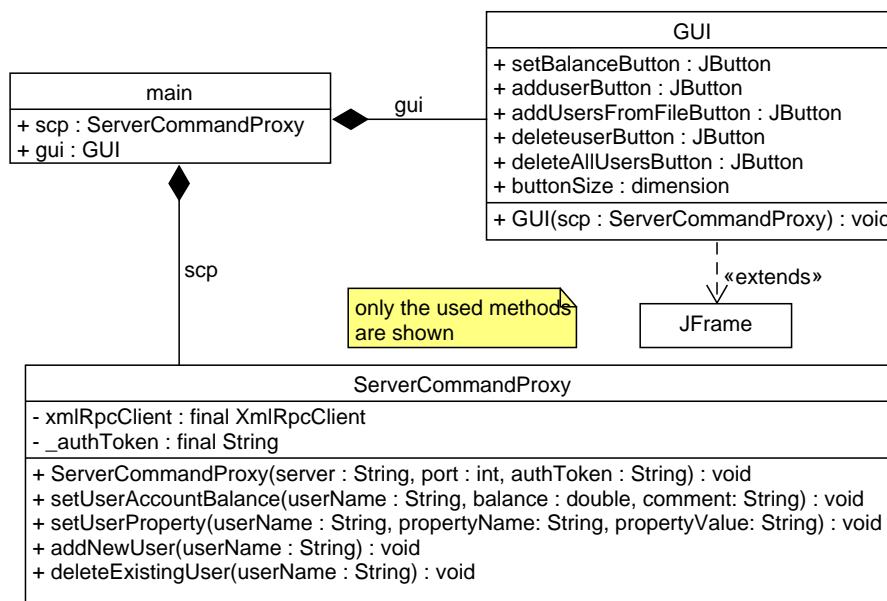 main
+ scp : ServerCommandProxy
+ gui : GUI
gui
GUI
+ setBalanceButton : JButton
+ adduserButton : JButton
+ addUsersFromFileButton : JButton
+ deleteuserButton : JButton
+ deleteAllUsersButton : JButton
+ buttonSize : dimension
+ GUI(scp : ServerCommandProxy) : void
scp
«extends»
only the used methods
are shown
JFrame
ServerCommandProxy
- xmlRpcClient : final XmlRpcClient
- _authToken : final String
+ ServerCommandProxy(server : String, port : int, authToken : String) : void
+ setUserAccountBalance(userName : String, balance : double, comment: String) : void
+ setUserProperty(userName : String, propertyName: String, propertyValue: String) : void
+ addNewUser(userName : String) : void
+ deleteExistingUser(userName : String) : void